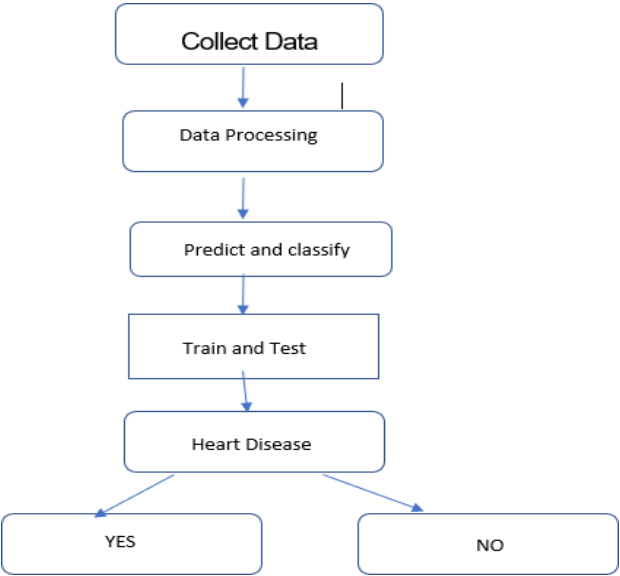 Collect Data
Data Processing
Predict and classify
Train and Test
Heart Disease
YES
NO